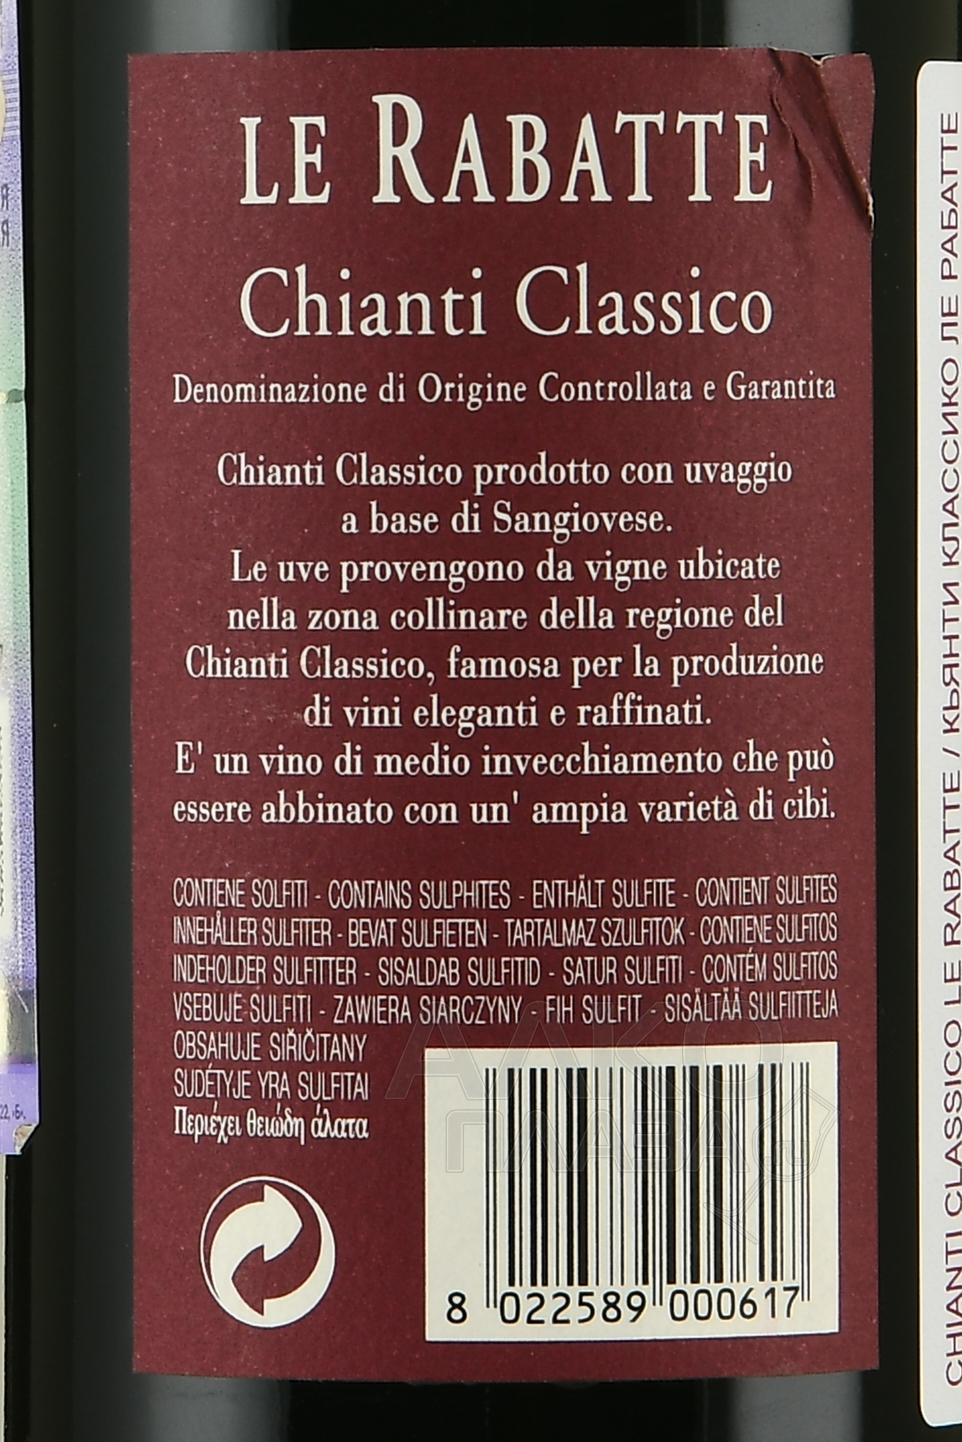 LE RABATTE
Chianti Classico
Denominazione di Origine Controllata e Garantita
Chianti Classico prodotto con uvaggio
a base di Sangiovese.
Le uve provengono da vigne ubicate
nella zona collinare della regione del
Chianti Classico, famosa per la produzione
di vini eleganti e raffinati.
E' un vino di medio invecchiamento che può
essere abbinato con un' ampia varietà di cibi.
CONTIENE SOLFITI - CONTAINS SULPHITES - ENTHÄLT SULFITE - CONTIENT SULFITES
INNEHÅLLER SULFITER - BEVAT SULFIETEN - TARTALMAZ SZULFITOK - CONTIENE SULFITOS
INDEHOLDER SULFITTER - SISALDAB SULFITID - SATUR SULFITI - CONTÉM SULFITOS
VSEBUJE SULFITI - ZAWIERA SIARCZYNY - FIH SULFIT - SISÄLTÄÄ SULFIITTEJA
OBSAHUJE SIŘIČITANY
SUDÉTYJE YRA SULFITAI
Περιέχει θειώδη άλατα
8 022589 000617
АЛКО
ПЛАЗА
CHIANTI CLASSICO LE RABATTE / КЬЯНТИ КЛАССИКО ЛЕ РАБАТТЕ